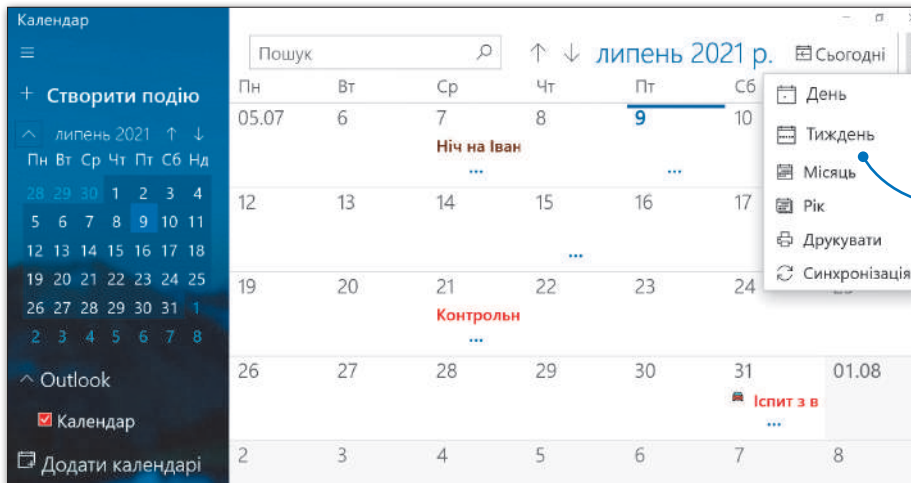 Календар
+ Створити подію
липень 2021 ↑ ↓
Пн Вт Ср Чт Пт Сб Нд
28 29 30 1 2 3 4
5 6 7 8 9 10 11
12 13 14 15 16 17 18
19 20 21 22 23 24 25
26 27 28 29 30 31 1
2 3 4 5 6 7 8
Outlook
Календар
Додати календарі
Пошук
↑ ↓ липень 2021 р.
Сьогодні
Пн Вт Ср Чт Пт Сб
05.07 6 7 8 9 10
Ніч на Іван
... ...
12 13 14 15 16 17
...
19 20 21 22 23 24
Контрольн
...
26 27 28 29 30 31 01.08
Іспит з в
...
2 3 4 5 6 7 8
День
Тиждень
Місяць
Рік
Друкувати
Синхронізація